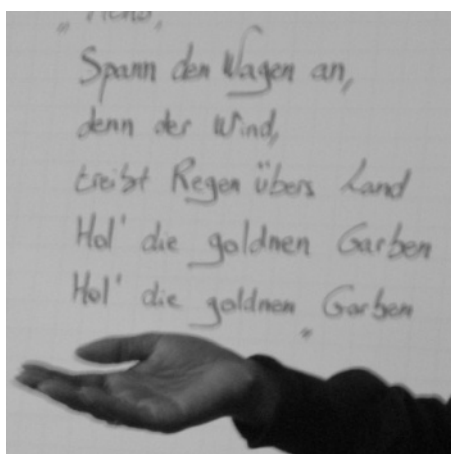 Spann den Wagen an,
denn der Wind,
treibt Regen übers Land
Hol' die goldnen Garben
Hol' die goldnen Garben"